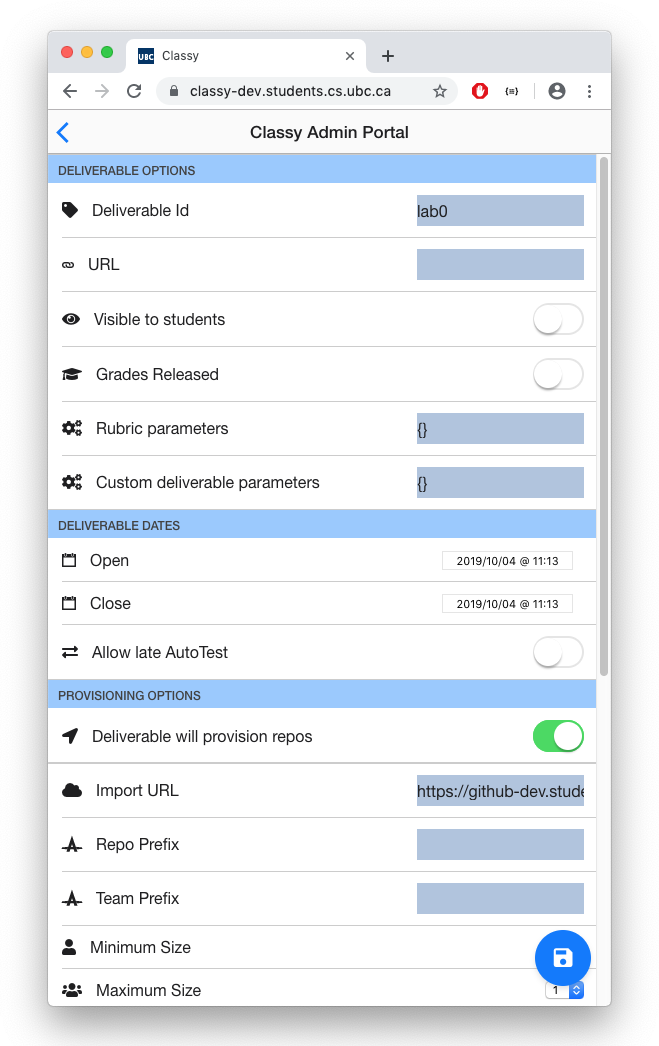 UBC Classy
classy-dev.students.cs.ubc.ca
Classy Admin Portal
DELIVERABLE OPTIONS
Deliverable Id lab0
URL
Visible to students
Grades Released
Rubric parameters {}
Custom deliverable parameters {}
DELIVERABLE DATES
Open 2019/10/04 @ 11:13
Close 2019/10/04 @ 11:13
Allow late AutoTest
PROVISIONING OPTIONS
Deliverable will provision repos
Import URL https://github-dev.stude
Repo Prefix
Team Prefix
Minimum Size
Maximum Size 1